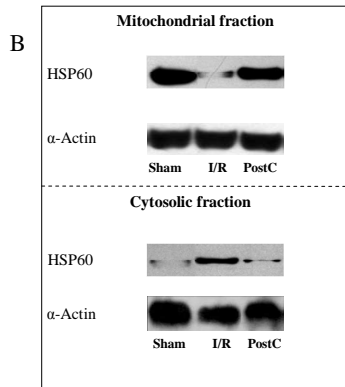 B
Mitochondrial fraction
HSP60
α-Actin
Sham I/R PostC
Cytosolic fraction
HSP60
α-Actin
Sham I/R PostC